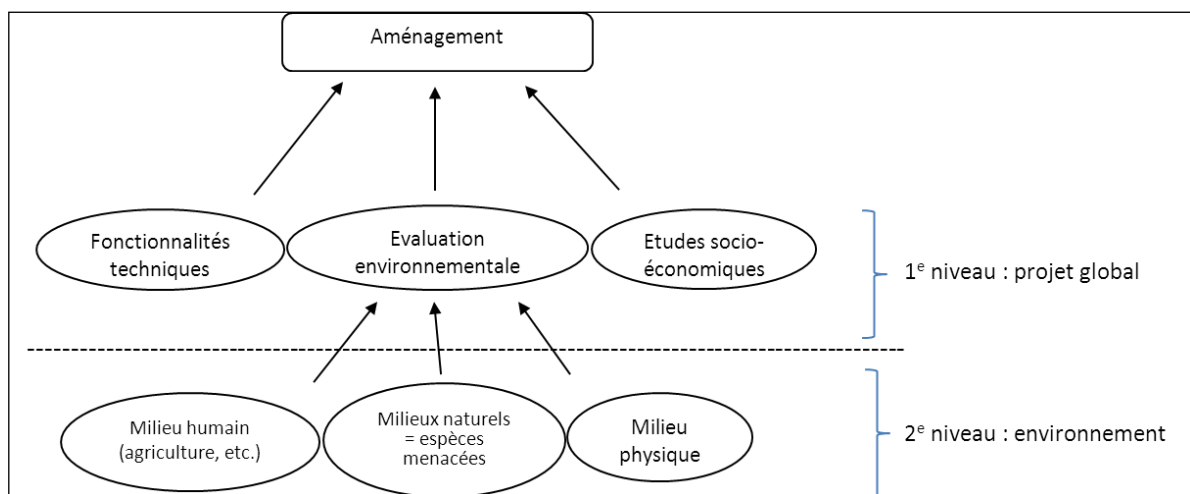 Aménagement
Fonctionnalités
techniques
Evaluation
environnementale
Etudes socio-
économiques
1e niveau : projet global
Milieu humain
(agriculture, etc.)
Milieux naturels
= espèces
menacées
Milieu
physique
2e niveau : environnement